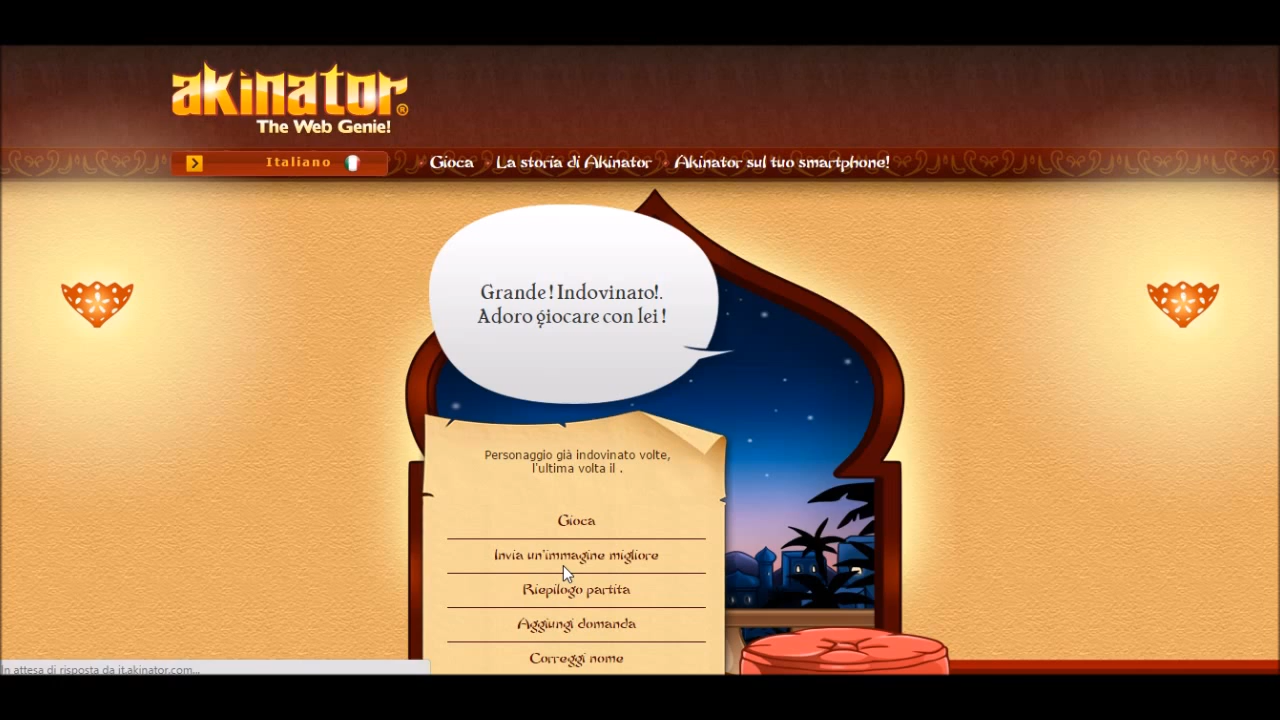 akinator®
The Web Genie!
Italiano
Gioca
La storia di Akinator
Akinator sul tuo smartphone!
Grande! Indovinato!.
Adoro giocare con lei!
Personaggio già indovinato volte,
l'ultima volta il .
Gioca
Invia un'immagine migliore
Riepilogo partita
Aggiungi domanda
Correggi nome
In attesa di risposta da it.akinator.com...